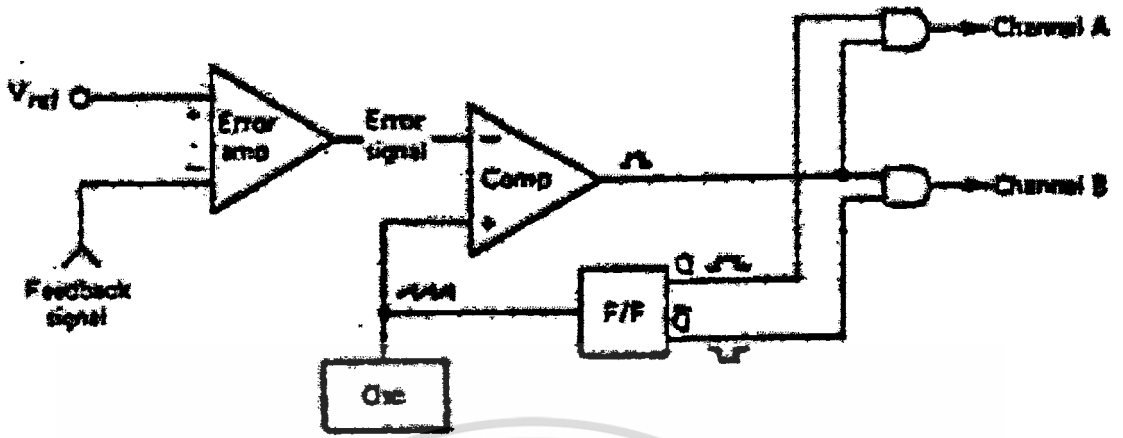 Channel A
Vref
+
Error
amp
−
Error
signal
−
Comp
+
Channel B
Feedback
signal
Q
F/F
Q̅
Osc